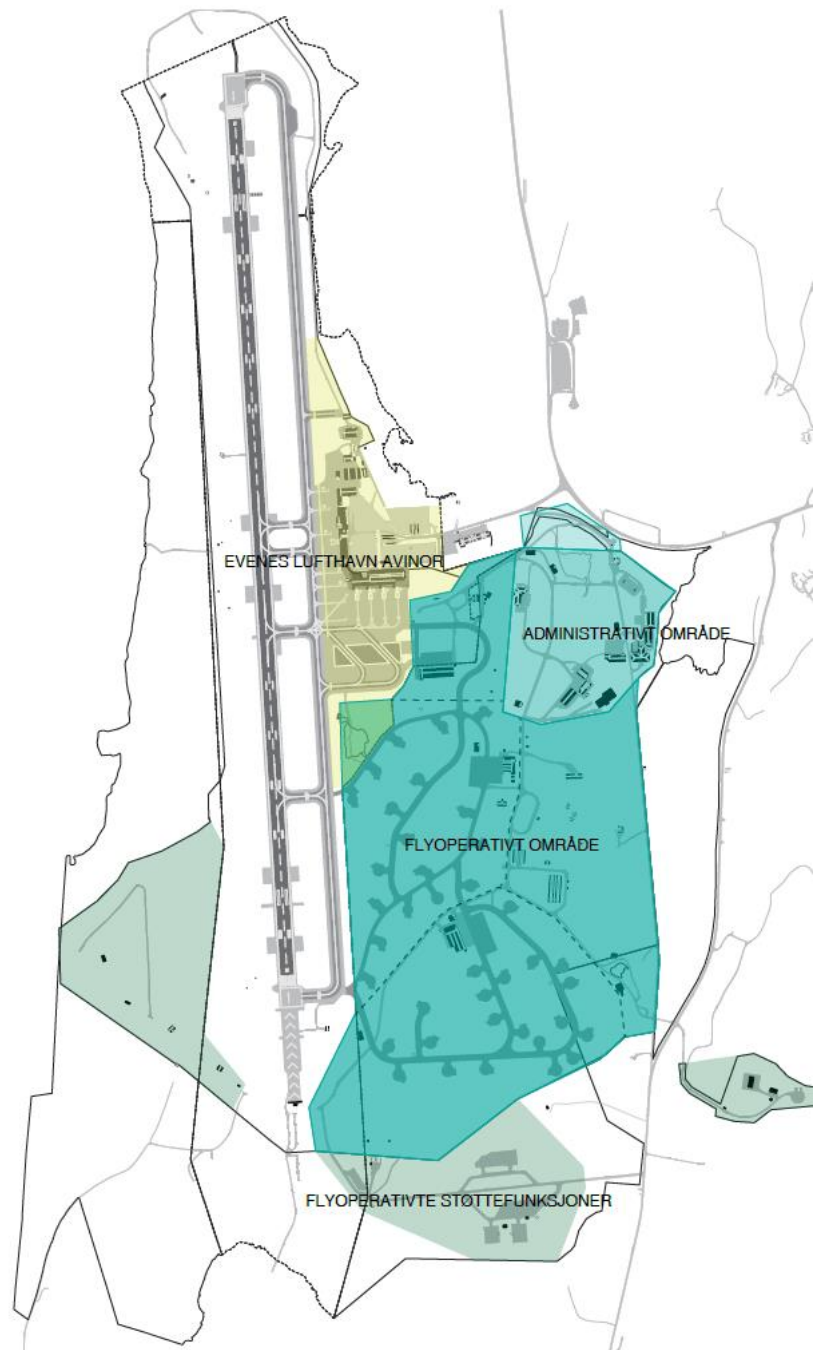 EVENES LUFTHAVN AVINOR
ADMINISTRATIVT OMRÅDE
FLYOPERATIVT OMRÅDE
FLYOPERATIVTE STØTTEFUNKSJONER